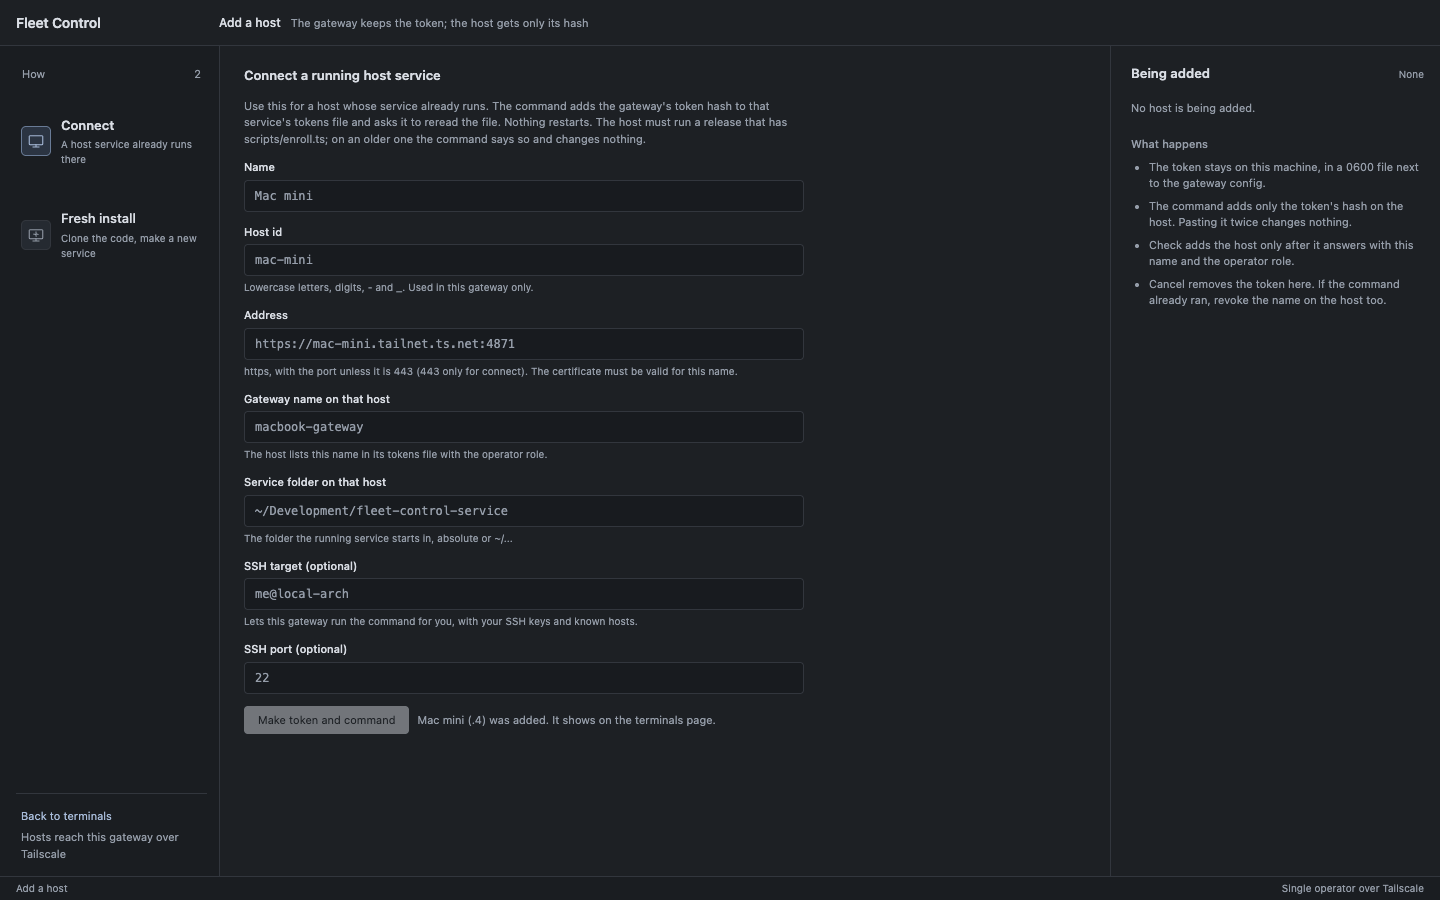 Fleet Control
Add a host The gateway keeps the token; the host gets only its hash
How 2
Connect
A host service already runs
there
Fresh install
Clone the code, make a new
service
Back to terminals
Hosts reach this gateway over
Tailscale
Connect a running host service
Use this for a host whose service already runs. The command adds the gateway's token hash to that
service's tokens file and asks it to reread the file. Nothing restarts. The host must run a release that has
scripts/enroll.ts; on an older one the command says so and changes nothing.
Name
Mac mini
Host id
mac-mini
Lowercase letters, digits, - and _. Used in this gateway only.
Address
https://mac-mini.tailnet.ts.net:4871
https, with the port unless it is 443 (443 only for connect). The certificate must be valid for this name.
Gateway name on that host
macbook-gateway
The host lists this name in its tokens file with the operator role.
Service folder on that host
~/Development/fleet-control-service
The folder the running service starts in, absolute or ~/...
SSH target (optional)
me@local-arch
Lets this gateway run the command for you, with your SSH keys and known hosts.
SSH port (optional)
22
Make token and command Mac mini (.4) was added. It shows on the terminals page.
Being added None
No host is being added.
What happens
• The token stays on this machine, in a 0600 file next
to the gateway config.
• The command adds only the token's hash on the
host. Pasting it twice changes nothing.
• Check adds the host only after it answers with this
name and the operator role.
• Cancel removes the token here. If the command
already ran, revoke the name on the host too.
Add a host Single operator over Tailscale